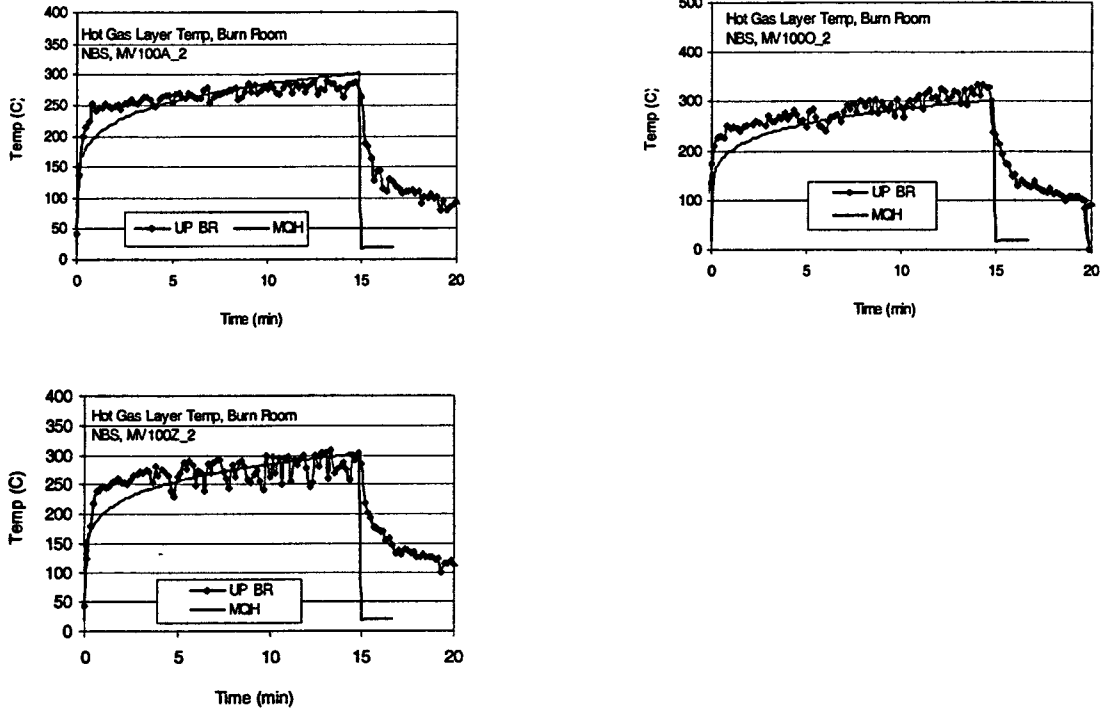 400
350
300
250
200
150
100
50
0
Temp (C;
Hot Gas Layer Temp, Burn Room
NBS, MV100A_2
UP BR MQH
0 5 10 15 20
Time (min)
500
400
300
200
100
0
Temp (C;
Hot Gas Layer Temp, Burn Room
NBS, MV100O_2
UP BR
MQH
0 5 10 15 20
Time (min)
400
350
300
250
200
150
100
50
0
Temp (C)
Hot Gas Layer Temp, Burn Room
NBS, MV100Z_2
UP BR
MQH
0 5 10 15 20
Time (min)